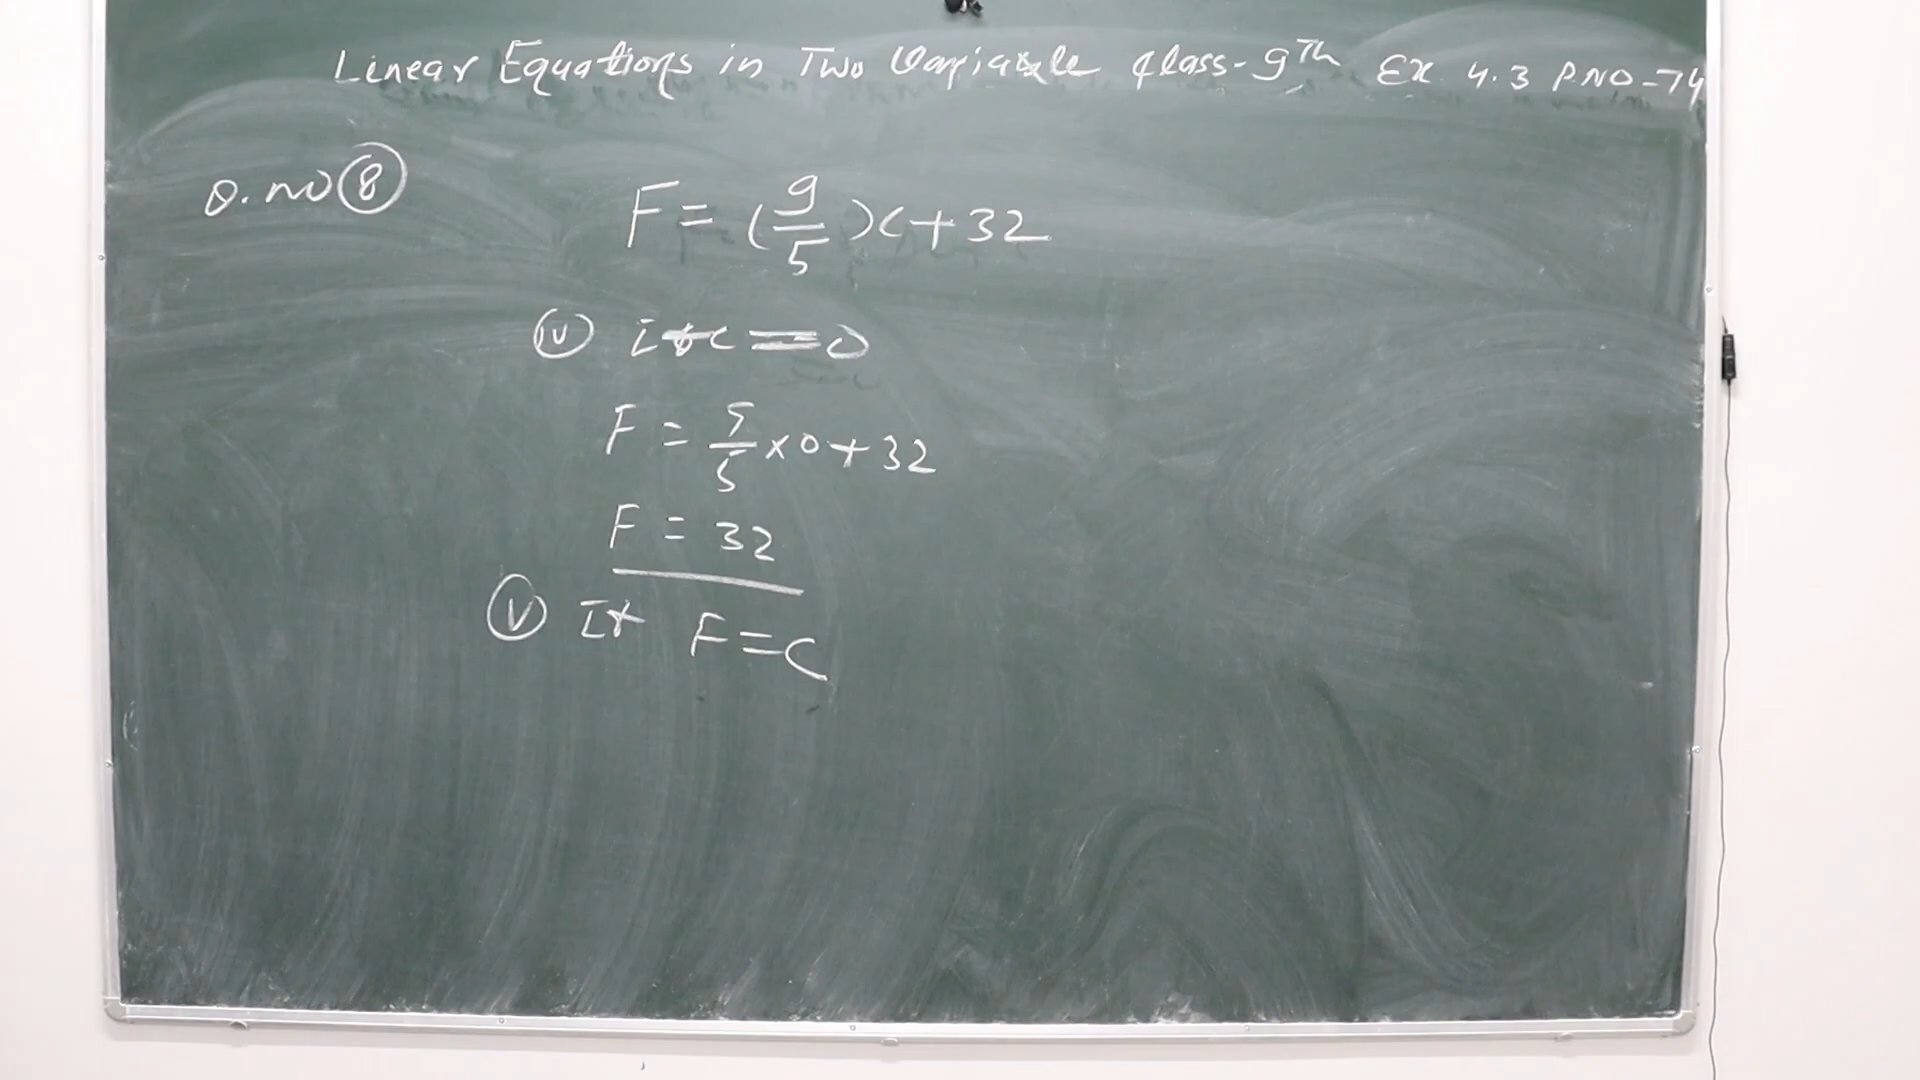 Linear Equations in Two Variable Class-9th Ex 4.3 P.NO-74
Q.NO 8
F = (9/5)C+32
(iv) if C = 0
F = 9/5 x 0 + 32
F = 32
(v) If F = C